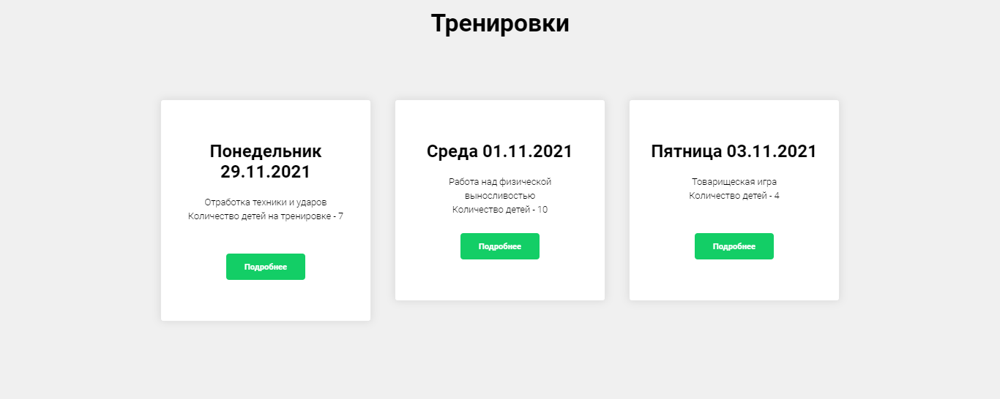 Тренировки
Понедельник
29.11.2021
Отработка техники и ударов
Количество детей на тренировке - 7
Подробнее
Среда 01.11.2021
Работа над физической
выносливостью
Количество детей - 10
Подробнее
Пятница 03.11.2021
Товарищеская игра
Количество детей - 4
Подробнее